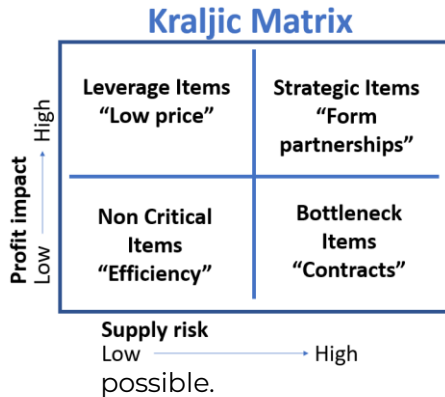 Kraljic Matrix
Leverage Items
“Low price”
Strategic Items
“Form
partnerships”
Non Critical
Items
“Efficiency”
Bottleneck
Items
“Contracts”
Profit impact
Low
High
Supply risk
Low
High
possible.